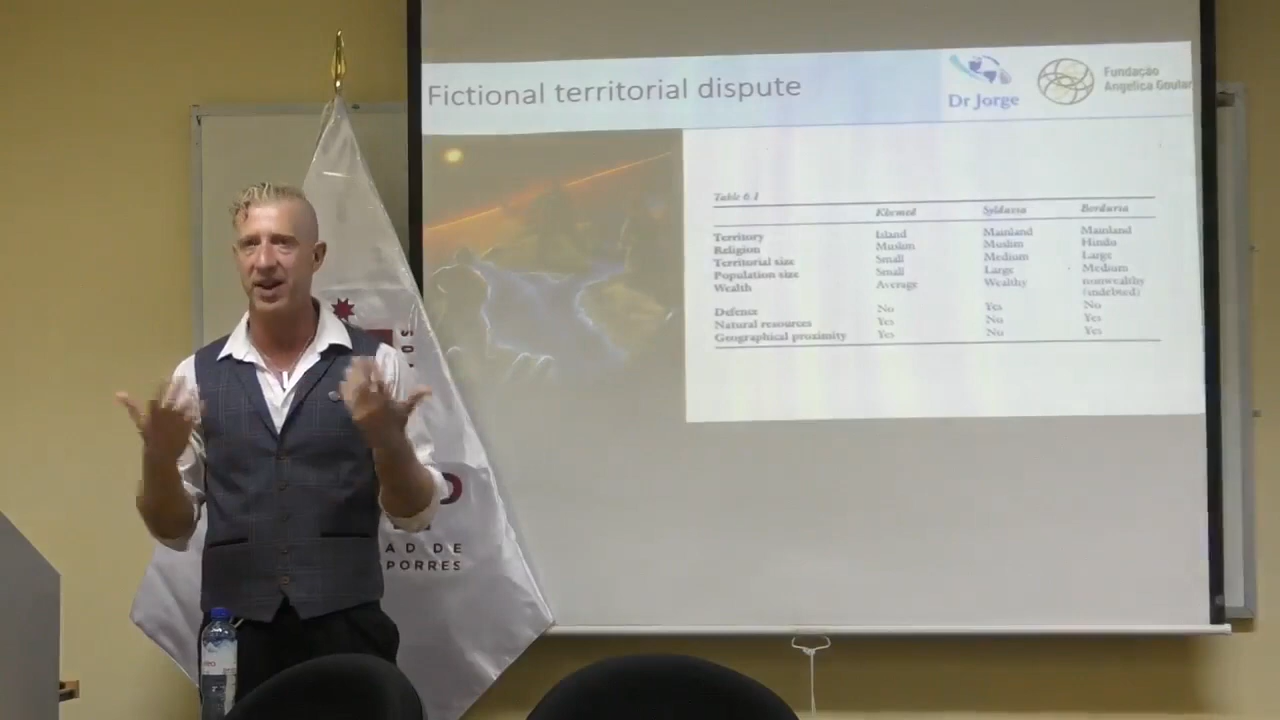 Fictional territorial dispute
Dr Jorge
Fundação
Angelica Goular
Table 6.1
Khemed Syldavia Borduria
Territory Island Mainland Mainland
Religion Muslim Muslim Hindu
Territorial size Small Medium Large
Population size Small Large Medium
Wealth Average Wealthy nonwealthy
(indebted)
Defence No Yes No
Natural resources Yes No Yes
Geographical proximity Yes No Yes
AD DE
PORRES